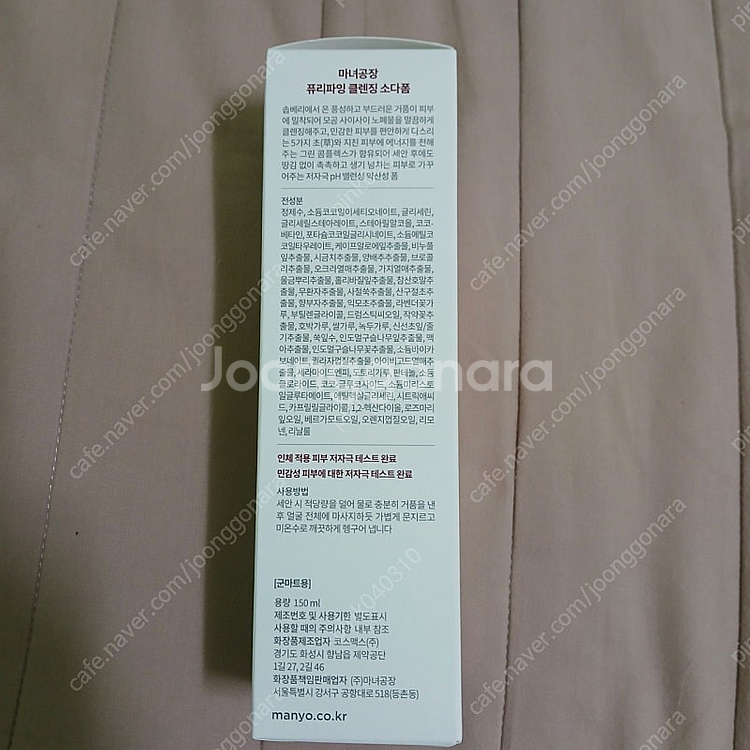 마녀공장
퓨리파잉 클렌징 소다폼
솝베리에서 온 풍성하고 부드러운 거품이 피부
에 밀착되어 모공 사이사이 노폐물을 말끔하게
클렌징해주고, 민감한 피부를 편안하게 다스리
는 5가지 초(草)와 지친 피부에 에너지를 전해
주는 그린 콤플렉스가 함유되어 세안 후에도
땅김 없이 촉촉하고 생기 넘치는 피부로 가꾸
어주는 저자극 pH 밸런싱 약산성 폼
전성분
정제수, 소듐코코일이세티오네이트, 글리세린,
글리세릴스테아레이트, 스테아릴알코올, 코코-
베타인, 포타슘코코일글리시네이트, 소듐메틸코
코일타우레이트, 케이프알로에잎추출물, 비누풀
잎추출물, 시금치추출물, 양배추추출물, 브로콜
리추출물, 오크라열매추출물, 가지열매추출물,
울금뿌리추출물, 홀리바질잎추출물, 참산호말추
출물, 무환자추출물, 사철쑥추출물, 산구절초추
출물, 향부자추출물, 익모초추출물, 라벤더꽃가
루, 부틸렌글라이콜, 드럼스틱씨오일, 작약꽃추
출물, 호박가루, 쌀가루, 녹두가루, 신선초잎/줄
기추출물, 쑥잎수, 인도멀구슬나무잎추출물, 맥
아추출물, 인도멀구슬나무꽃추출물, 소듐바이카
보네이트, 퀼라자껍질추출물, 아이비고드열매추
출물, 세라마이드엔피, 도토리가루, 판테놀, 소듐
클로라이드, 코코-글루코사이드, 소듐미리스토
일글루타메이트, 에틸헥실글리세린, 시트릭애씨
드, 카프릴릴글라이콜, 1,2-헥산다이올, 로즈마리
잎오일, 베르가모트오일, 오렌지껍질오일, 리모
넨, 리날룰
인체 적용 피부 저자극 테스트 완료
민감성 피부에 대한 저자극 테스트 완료
사용방법
세안 시 적당량을 덜어 물로 충분히 거품을 낸
후 얼굴 전체에 마사지하듯 가볍게 문지르고
미온수로 깨끗하게 헹구어 냅니다
[군마트용]
용량 150 ml
제조번호 및 사용기한 별도표시
사용할 때의 주의사항 내부 참조
화장품제조업자 코스맥스(주)
경기도 화성시 향남읍 제약공단
1길 27, 2길 46
화장품책임판매업자 (주)마녀공장
서울특별시 강서구 공항대로 518(등촌동)
manyo.co.kr
Joonggonara
cafe.naver.com/joonggonara